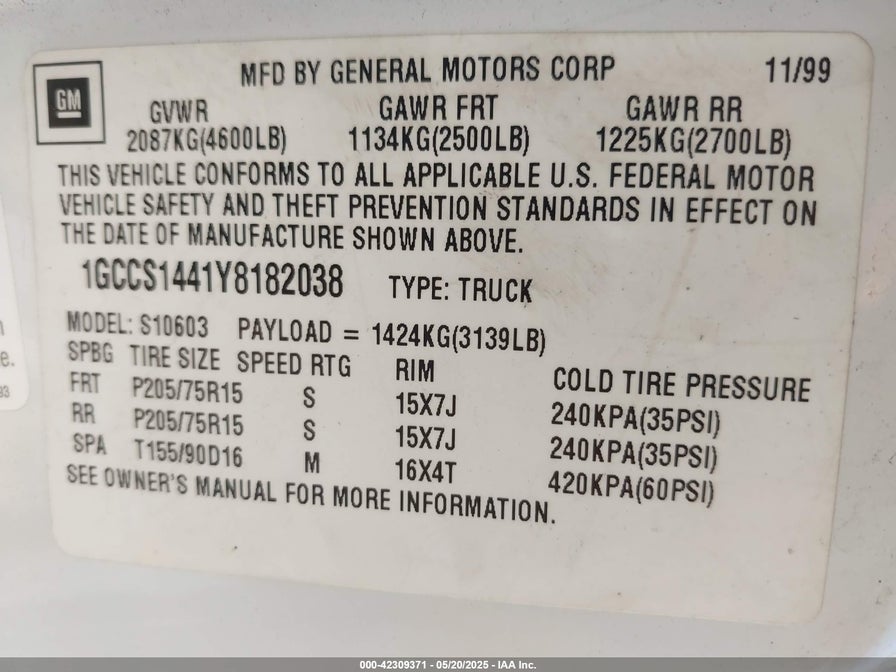 GM
MFD BY GENERAL MOTORS CORP 11/99
GVWR GAWR FRT GAWR RR
2087KG(4600LB) 1134KG(2500LB) 1225KG(2700LB)
THIS VEHICLE CONFORMS TO ALL APPLICABLE U.S. FEDERAL MOTOR
VEHICLE SAFETY AND THEFT PREVENTION STANDARDS IN EFFECT ON
THE DATE OF MANUFACTURE SHOWN ABOVE.
1GCCS1441Y8182038 TYPE: TRUCK
MODEL: S10603 PAYLOAD = 1424KG(3139LB)
SPBG TIRE SIZE SPEED RTG RIM COLD TIRE PRESSURE
FRT P205/75R15 S 15X7J 240KPA(35PSI)
RR P205/75R15 S 15X7J 240KPA(35PSI)
SPA T155/90D16 M 16X4T 420KPA(60PSI)
SEE OWNER'S MANUAL FOR MORE INFORMATION.
e.
93
000-42309371 - 05/20/2025 - IAA Inc.